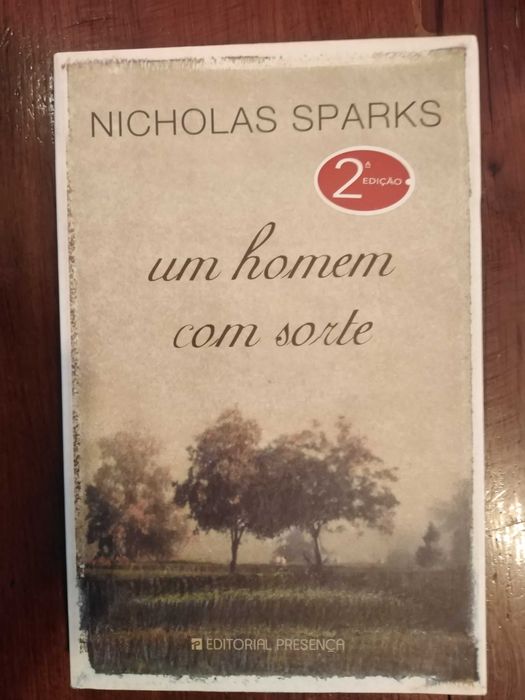 NICHOLAS SPARKS
2ª
EDIÇÃO
um homem
com sorte
EDITORIAL PRESENÇA